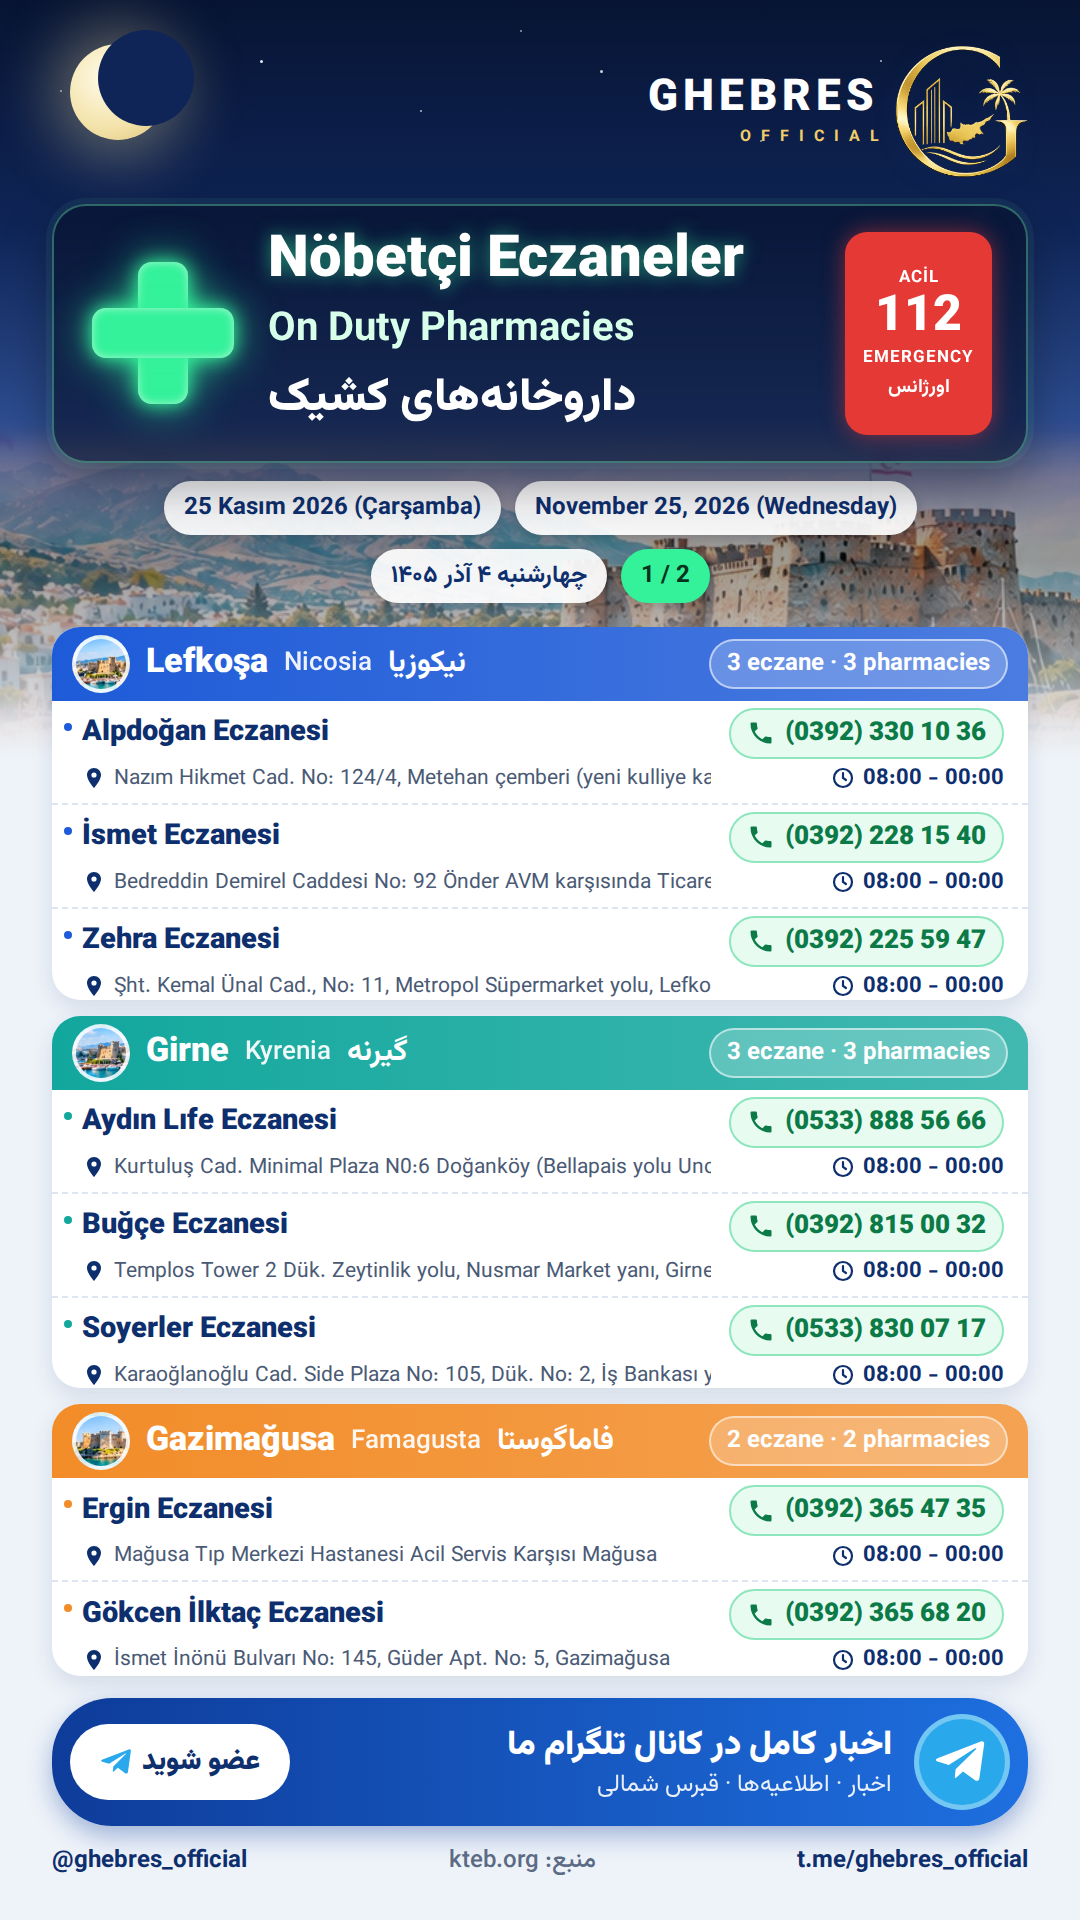 GHEBRES
OFFICIAL
Nöbetçi Eczaneler
On Duty Pharmacies
داروخانه‌های کشیک
ACİL
112
EMERGENCY
اورژانس
25 Kasım 2026 (Çarşamba)
November 25, 2026 (Wednesday)
چهارشنبه ۴ آذر ۱۴۰۵
1 / 2
Lefkoşa Nicosia نیکوزیا
3 eczane · 3 pharmacies
Alpdoğan Eczanesi
(0392) 330 10 36
Nazım Hikmet Cad. No: 124/4, Metehan çemberi (yeni kulliye ka
08:00 - 00:00
İsmet Eczanesi
(0392) 228 15 40
Bedreddin Demirel Caddesi No: 92 Önder AVM karşısında Ticare
08:00 - 00:00
Zehra Eczanesi
(0392) 225 59 47
Şht. Kemal Ünal Cad., No: 11, Metropol Süpermarket yolu, Lefko
08:00 - 00:00
Girne Kyrenia گیرنه
3 eczane · 3 pharmacies
Aydın Lıfe Eczanesi
(0533) 888 56 66
Kurtuluş Cad. Minimal Plaza N0:6 Doğanköy (Bellapais yolu Unc
08:00 - 00:00
Buğçe Eczanesi
(0392) 815 00 32
Templos Tower 2 Dük. Zeytinlik yolu, Nusmar Market yanı, Girne
08:00 - 00:00
Soyerler Eczanesi
(0533) 830 07 17
Karaoğlanoğlu Cad. Side Plaza No: 105, Dük. No: 2, İş Bankası y
08:00 - 00:00
Gazimağusa Famagusta فاماگوستا
2 eczane · 2 pharmacies
Ergin Eczanesi
(0392) 365 47 35
Mağusa Tıp Merkezi Hastanesi Acil Servis Karşısı Mağusa
08:00 - 00:00
Gökcen İlktaç Eczanesi
(0392) 365 68 20
İsmet İnönü Bulvarı No: 145, Güder Apt. No: 5, Gazimağusa
08:00 - 00:00
اخبار کامل در کانال تلگرام ما
اخبار · اطلاعیه‌ها · قبرس شمالی
عضو شوید
@ghebres_official
منبع: kteb.org
t.me/ghebres_official